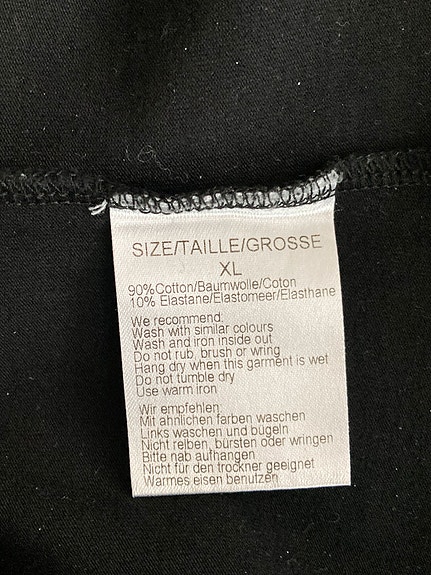 SIZE/TAILLE/GROSSE
XL
90%Cotton/Baumwolle/Coton
10% Elastane/Elastomeer/Elasthane
We recommend:
Wash with similar colours
Wash and iron inside out
Do not rub, brush or wring
Hang dry when this garment is wet
Do not tumble dry
Use warm iron
Wir empfehlen:
Mit ahnlichen farben waschen
Links waschen und bügeln
Nicht reiben, bürsten oder wringen
Bitte nab aufhangen
Nicht für den trockner geeignet
Warmes eisen benutzen